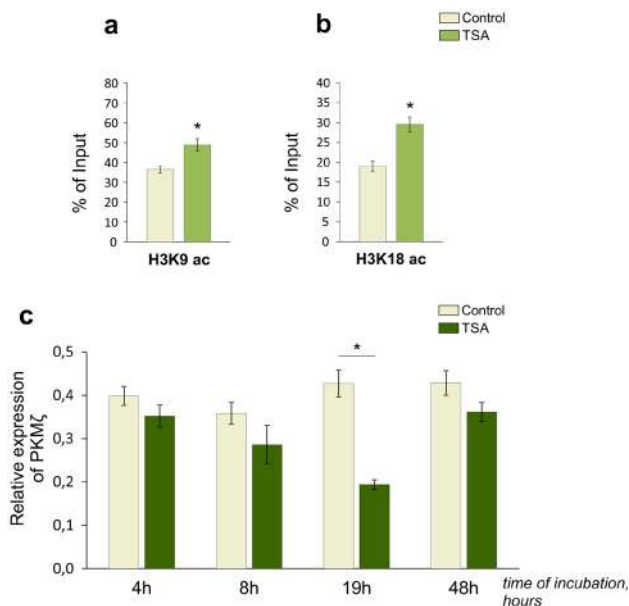 a
b
Control
TSA
% of Input
80
70
60
50
40
30
20
10
0
*
H3K9 ac
% of Input
40
35
30
25
20
15
10
5
0
*
H3K18 ac
c
Control
TSA
Relative expression
of PKMζ
0,5
0,4
0,3
0,2
0,1
0,0
*
4h
8h
19h
48h
time of incubation,
hours